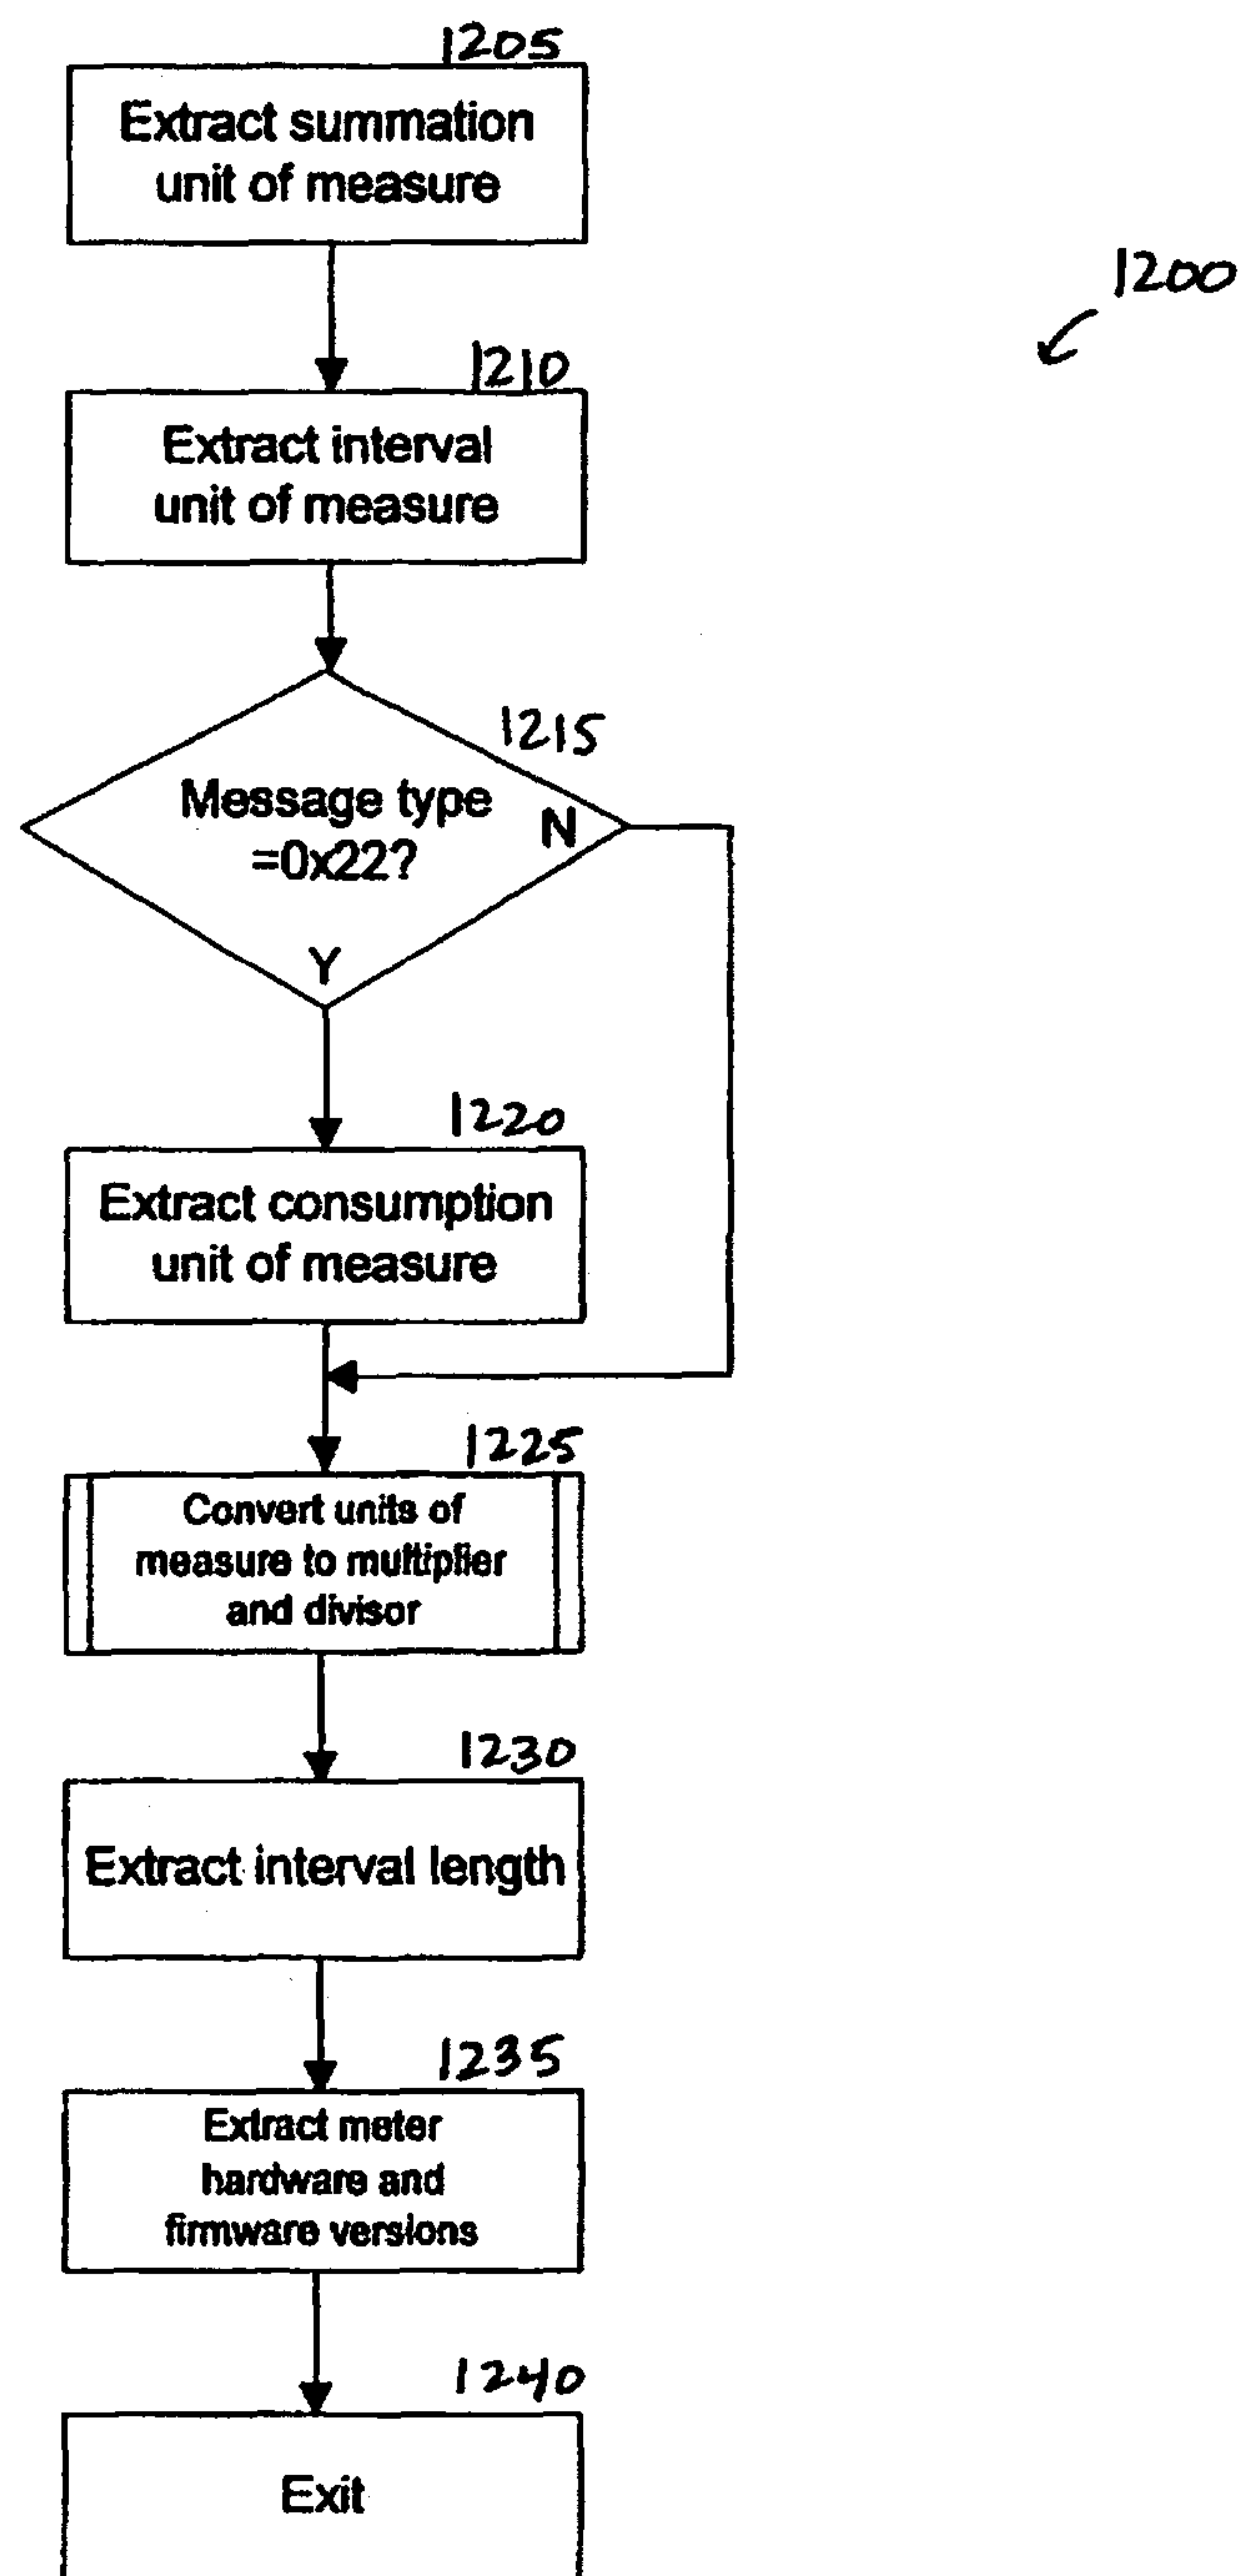 1205
Extract summation
unit of measure
1200
1210
Extract interval
unit of measure
1215
Message type
=0x22?
N
Y
1220
Extract consumption
unit of measure
1225
Convert units of
measure to multiplier
and divisor
1230
Extract interval length
1235
Extract meter
hardware and
firmware versions
1240
Exit